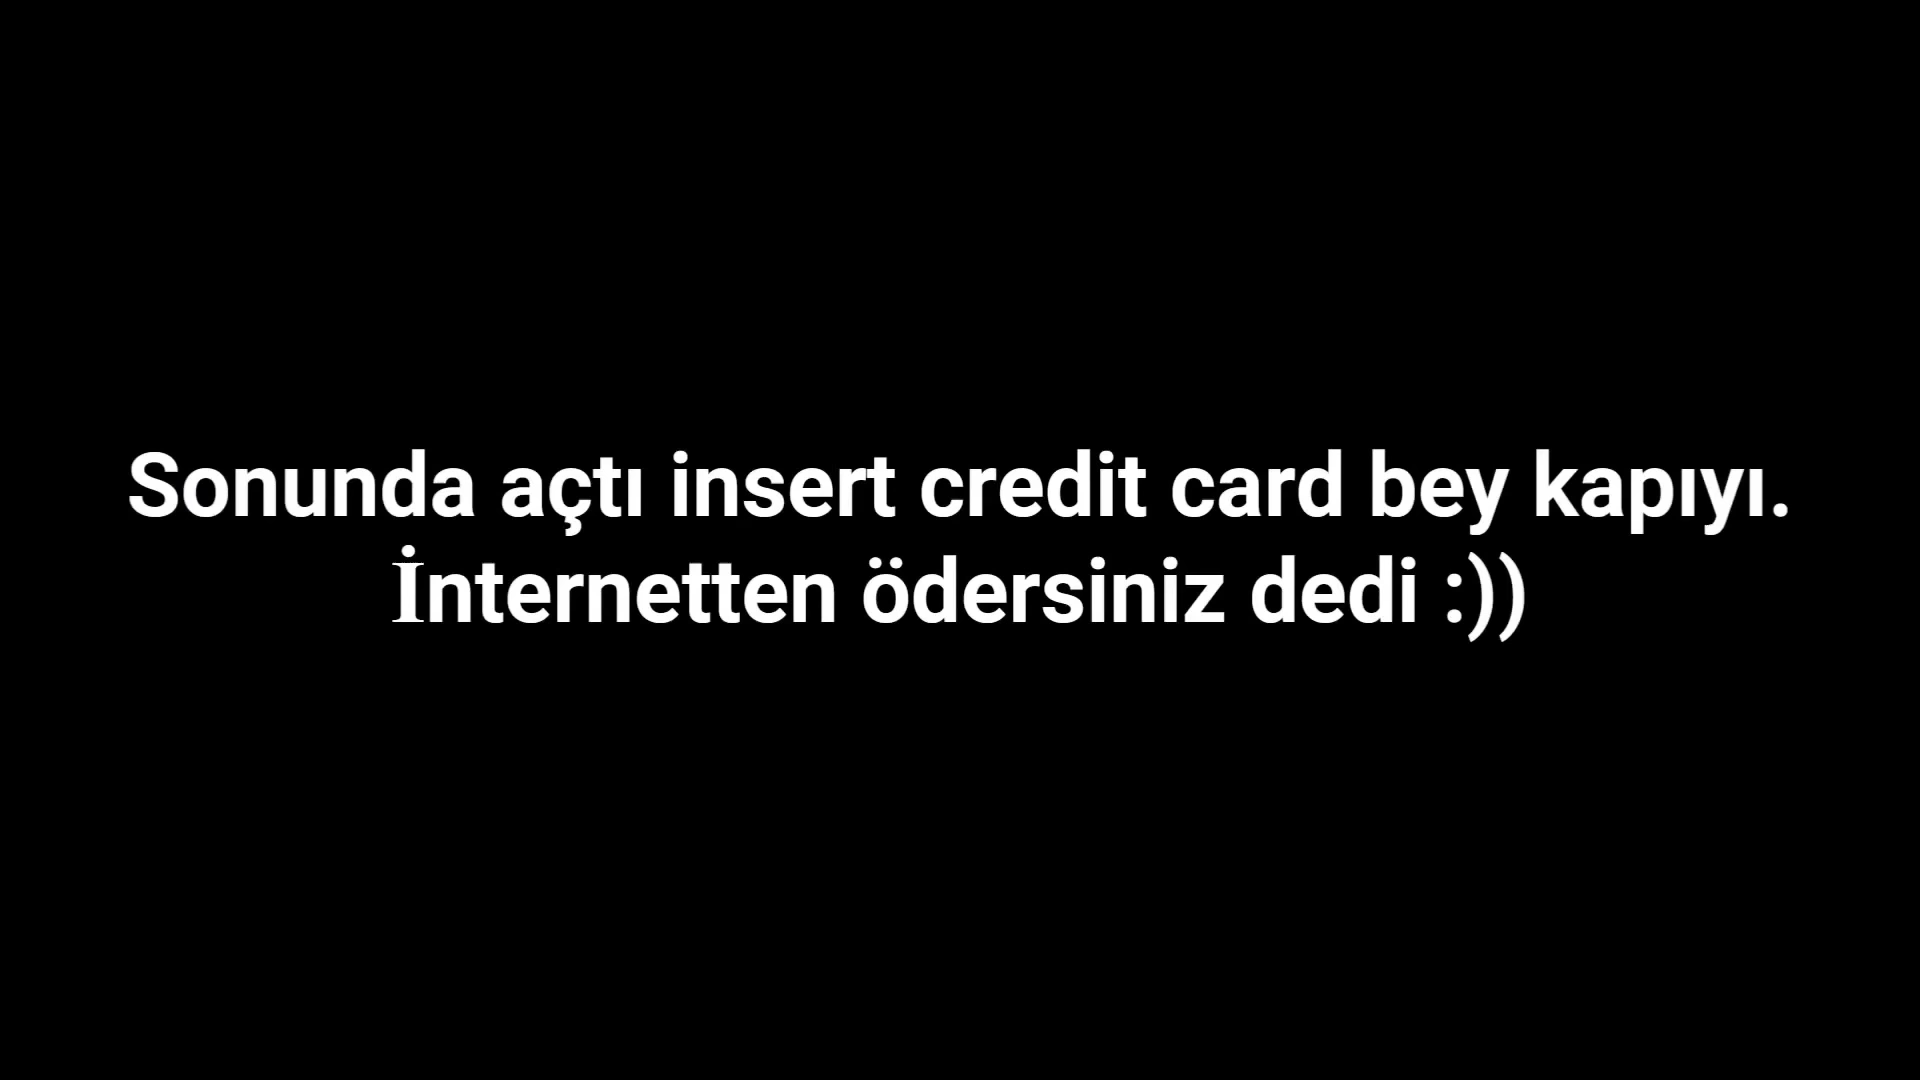 Sonunda açtı insert credit card bey kapıyı.
İnternetten ödersiniz dedi :))